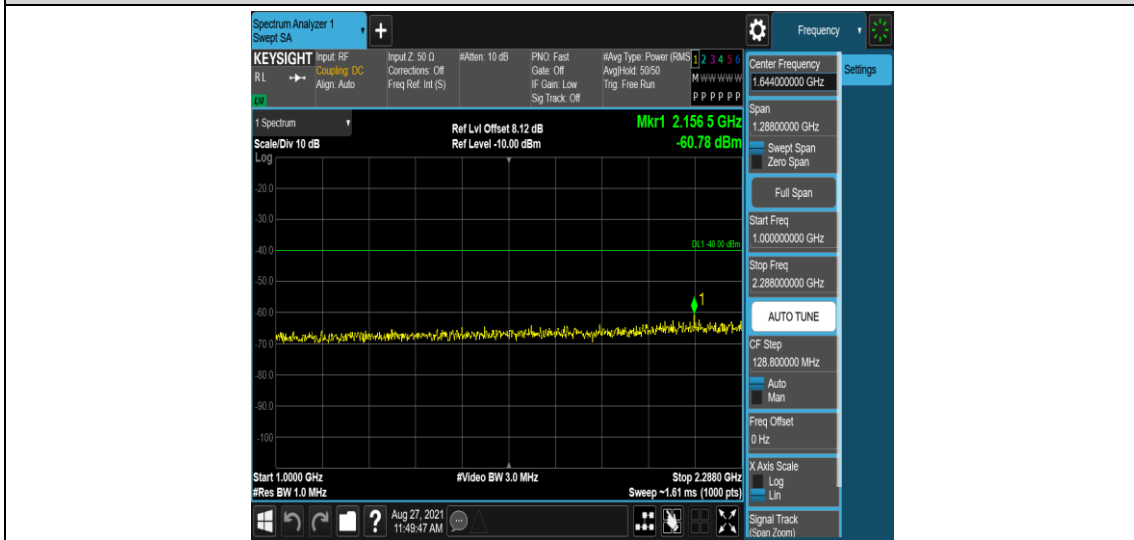 Spectrum Analyzer 1
Swept SA
+
Frequency
KEYSIGHT
RL
LXI
Input: RF
Coupling: DC
Align: Auto
Input Z: 50 Ω
Corrections: Off
Freq Ref: Int (S)
#Atten: 10 dB
PNO: Fast
Gate: Off
IF Gain: Low
Sig Track: Off
#Avg Type: Power (RMS
Avg|Hold: 50/50
Trig: Free Run
1 2 3 4 5 6
M W W W W W
P P P P P P
1 Spectrum
Scale/Div 10 dB
Log
Ref Lvl Offset 8.12 dB
Ref Level -10.00 dBm
Mkr1 2.156 5 GHz
-60.78 dBm
-20.0
-30.0
-40.0
DL1 -40.00 dBm
-50.0
-60.0
1
-70.0
-80.0
-90.0
-100
Start 1.0000 GHz
#Res BW 1.0 MHz
#Video BW 3.0 MHz
Stop 2.2880 GHz
Sweep ~1.61 ms (1000 pts)
?
Aug 27, 2021
11:49:47 AM
Center Frequency
1.644000000 GHz
Settings
Span
1.28800000 GHz
Swept Span
Zero Span
Full Span
Start Freq
1.000000000 GHz
Stop Freq
2.288000000 GHz
AUTO TUNE
CF Step
128.800000 MHz
Auto
Man
Freq Offset
0 Hz
X Axis Scale
Log
Lin
Signal Track
(Span Zoom)